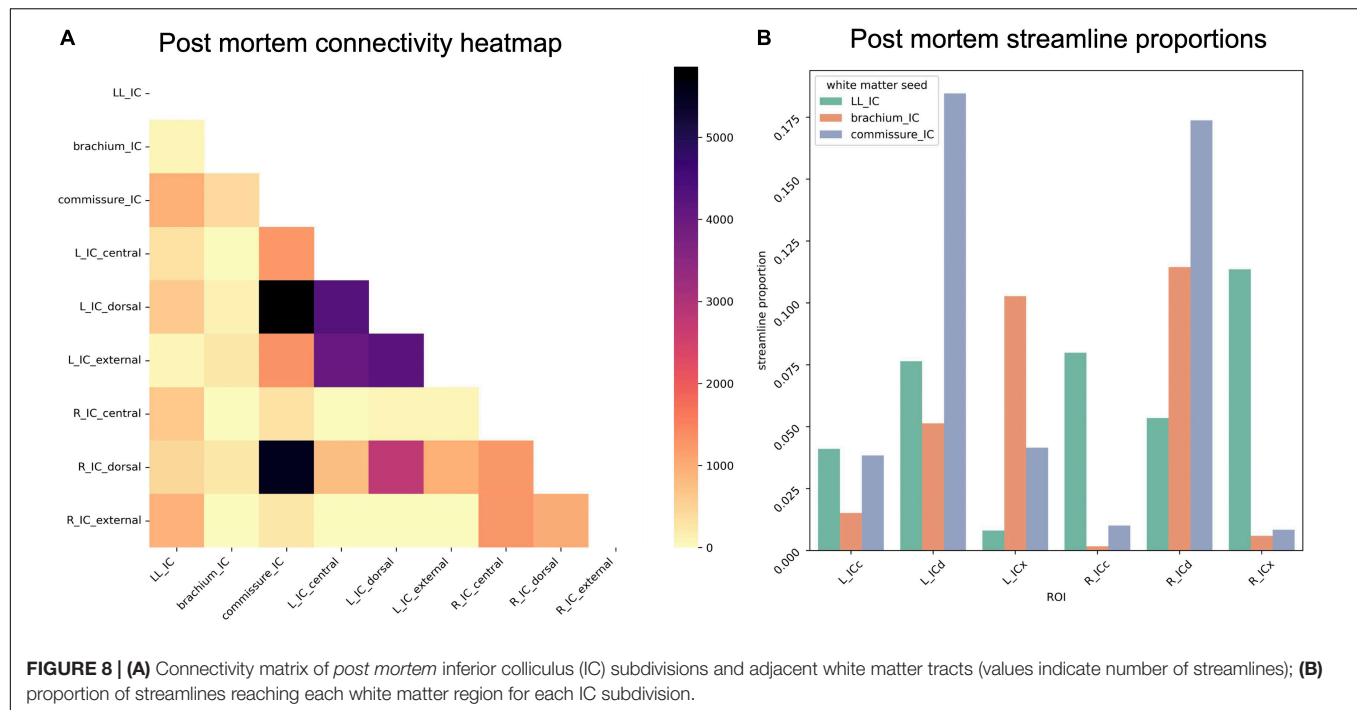 A
Post mortem connectivity heatmap
LL_IC
brachium_IC
commissure_IC
L_IC_central
L_IC_dorsal
L_IC_external
R_IC_central
R_IC_dorsal
R_IC_external
LL_IC
brachium_IC
commissure_IC
L_IC_central
L_IC_dorsal
L_IC_external
R_IC_central
R_IC_dorsal
R_IC_external
5000
4000
3000
2000
1000
0
B
Post mortem streamline proportions
white matter seed
LL_IC
brachium_IC
commissure_IC
streamline proportion
0.175
0.150
0.125
0.100
0.075
0.050
0.025
0.000
L_ICc
L_ICd
L_ICx
R_ICc
R_ICd
R_ICx
ROI
FIGURE 8 | (A) Connectivity matrix of post mortem inferior colliculus (IC) subdivisions and adjacent white matter tracts (values indicate number of streamlines); (B)
proportion of streamlines reaching each white matter region for each IC subdivision.